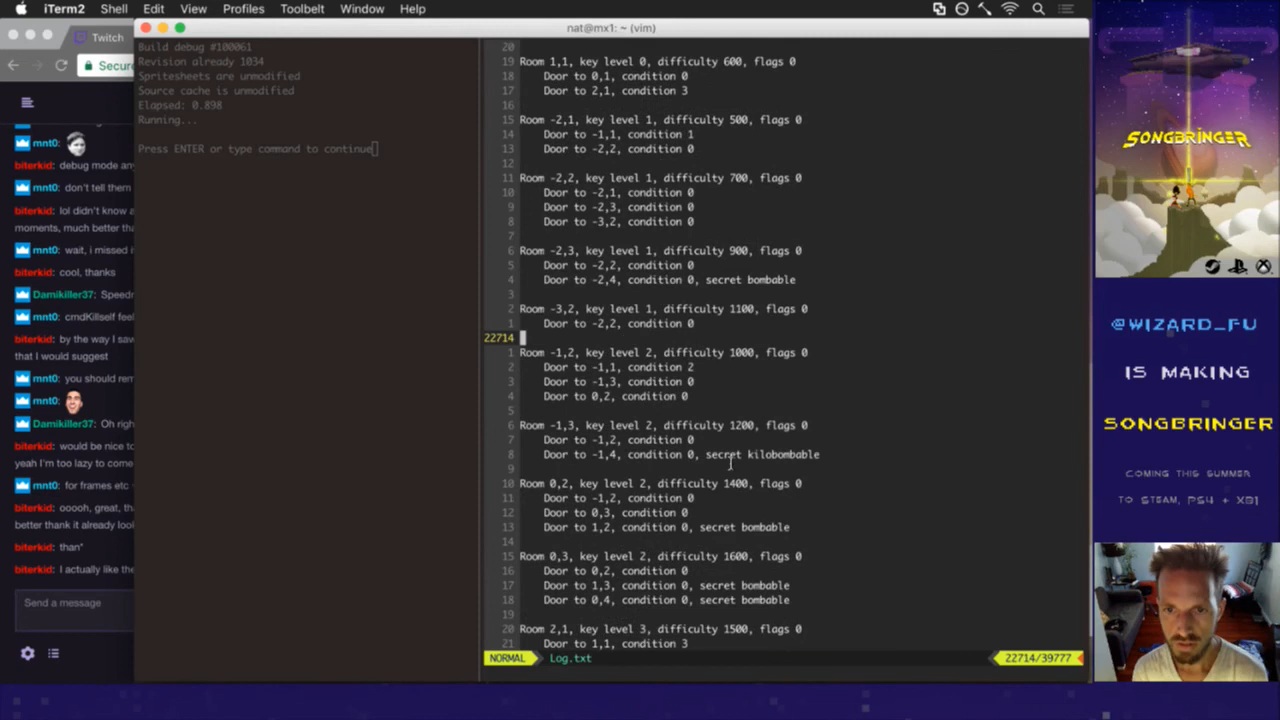 iTerm2 Shell Edit View Profiles Toolbelt Window Help
Twitch
nat@mx1: ~ (vim)
Secure
mnt0:
biterkid: debug mode any
mnt0: don't tell them
biterkid: lol didn't know a
moments, much better tha
mnt0: wait, i missed i
biterkid: cool, thanks
Damikiller37: Speedr
mnt0: cmdKillself feel
mnt0: by the way I saw
that I would suggest
mnt0: you should rem
mnt0:
Damikiller37: Oh righ
biterkid: would be nice to
yeah I'm too lazy to come
mnt0: for frames etc
biterkid: ooooh, great, tha
better thank it already look
biterkid: than*
biterkid: I actually like the
Send a message
Build debug #100061
Revision already 1034
Spritesheets are unmodified
Source cache is unmodified
Elapsed: 0.898
Running...
Press ENTER or type command to continue
20
19 Room 1,1, key level 0, difficulty 600, flags 0
18 Door to 0,1, condition 0
17 Door to 2,1, condition 3
16
15 Room -2,1, key level 1, difficulty 500, flags 0
14 Door to -1,1, condition 1
13 Door to -2,2, condition 0
12
11 Room -2,2, key level 1, difficulty 700, flags 0
10 Door to -2,1, condition 0
9 Door to -2,3, condition 0
8 Door to -3,2, condition 0
7
6 Room -2,3, key level 1, difficulty 900, flags 0
5 Door to -2,2, condition 0
4 Door to -2,4, condition 0, secret bombable
3
2 Room -3,2, key level 1, difficulty 1100, flags 0
1 Door to -2,2, condition 0
22714
1 Room -1,2, key level 2, difficulty 1000, flags 0
2 Door to -1,1, condition 2
3 Door to -1,3, condition 0
4 Door to 0,2, condition 0
5
6 Room -1,3, key level 2, difficulty 1200, flags 0
7 Door to -1,2, condition 0
8 Door to -1,4, condition 0, secret kilobombable
9
10 Room 0,2, key level 2, difficulty 1400, flags 0
11 Door to -1,2, condition 0
12 Door to 0,3, condition 0
13 Door to 1,2, condition 0, secret bombable
14
15 Room 0,3, key level 2, difficulty 1600, flags 0
16 Door to 0,2, condition 0
17 Door to 1,3, condition 0, secret bombable
18 Door to 0,4, condition 0, secret bombable
19
20 Room 2,1, key level 3, difficulty 1500, flags 0
21 Door to 1,1, condition 3
NORMAL Log.txt 22714/39777
SONGBRINGER
@WIZARD_FU
IS MAKING
SONGBRINGER
COMING THIS SUMMER
TO STEAM, PS4 + XB1